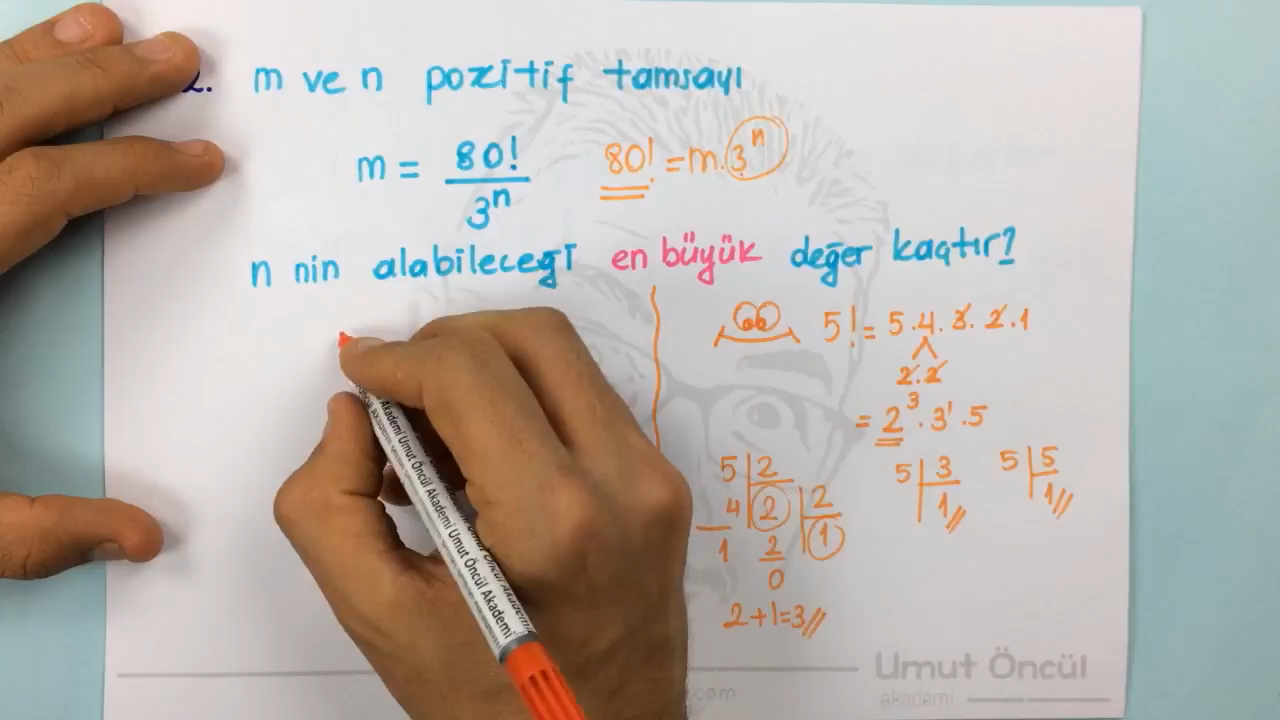 2. m ve n pozitif tamsayı
m = 80! / 3^n
80! = m.3^n
n nin alabileceği en büyük değer kaçtır?
5! = 5.4.3.2.1
2.2
= 2^3.3^1.5
5 | 2
4 | 2 | 2
1 2 | 1
0
5 | 3
1
5 | 5
1
2+1=3
Akademi Umut Öncül Akademi Umut Öncül Akademi
Umut Öncül
akademi
.com